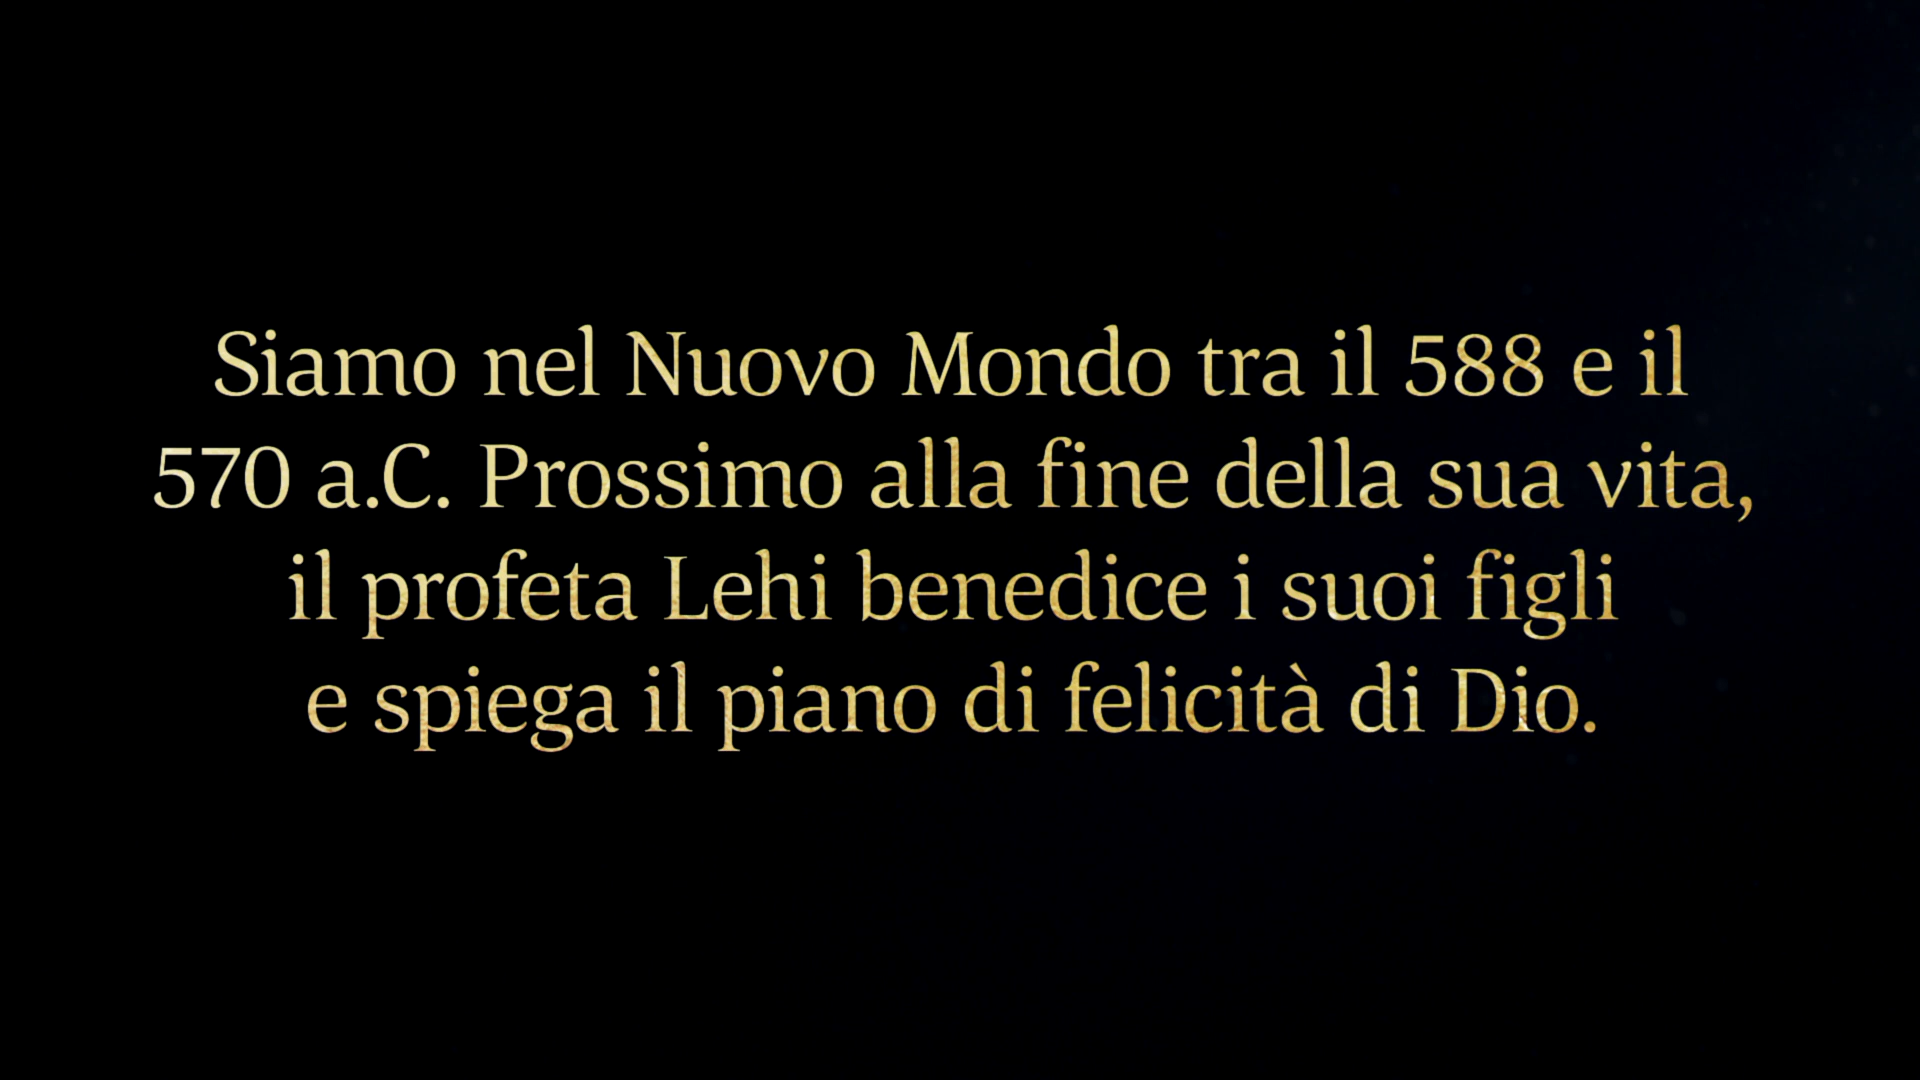 Siamo nel Nuovo Mondo tra il 588 e il
570 a.C. Prossimo alla fine della sua vita,
il profeta Lehi benedice i suoi figli
e spiega il piano di felicità di Dio.